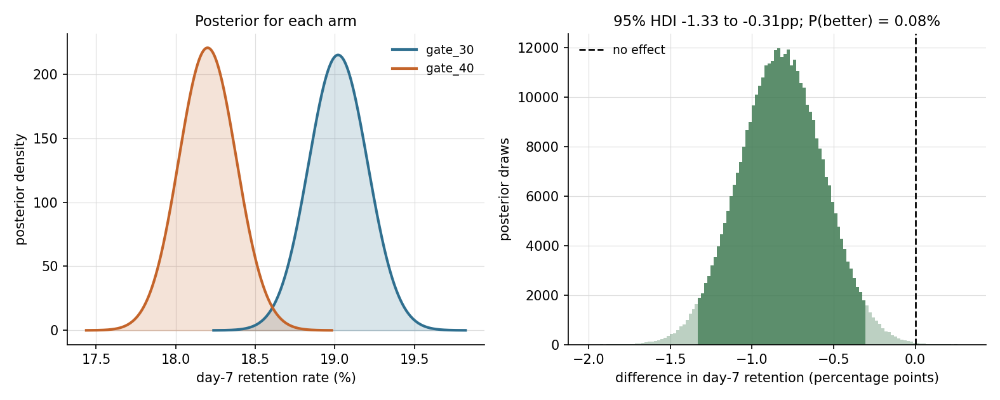 Posterior for each arm
gate_30
gate_40
200
150
100
50
0
posterior density
17.5 18.0 18.5 19.0 19.5
day-7 retention rate (%)
95% HDI -1.33 to -0.31pp; P(better) = 0.08%
no effect
12000
10000
8000
6000
4000
2000
0
posterior draws
−2.0 −1.5 −1.0 −0.5 0.0
difference in day-7 retention (percentage points)